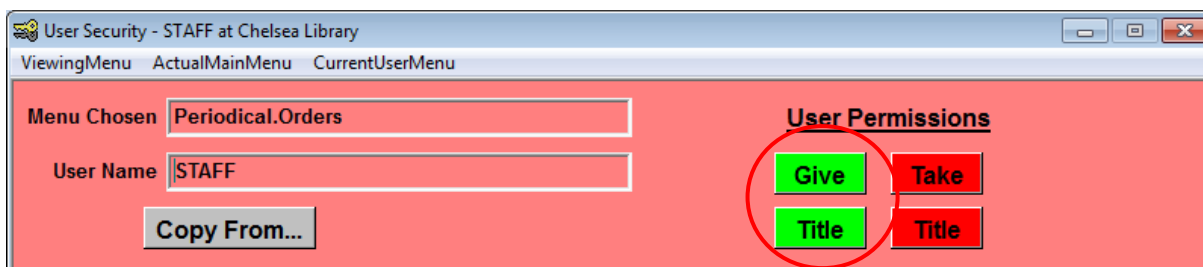 User Security - STAFF at Chelsea Library
ViewingMenu ActualMainMenu CurrentUserMenu
Menu Chosen Periodical.Orders
User Permissions
User Name STAFF
Give Take
Copy From...
Title Title